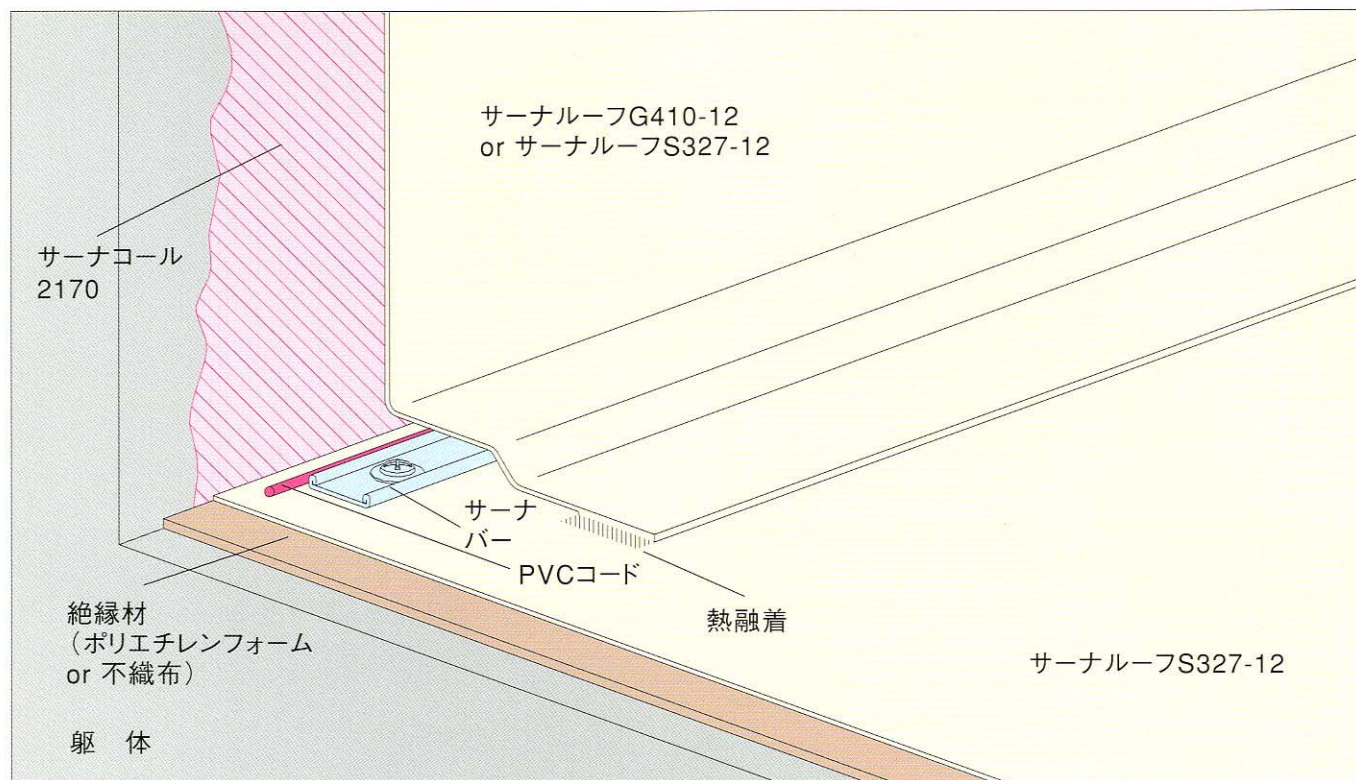 サーナルーフG410-12
or サーナルーフS327-12
サーナコール
2170
サーナ
バー
PVCコード
熱融着
絶縁材
（ポリエチレンフォーム
or 不織布）
サーナルーフS327-12
躯　体